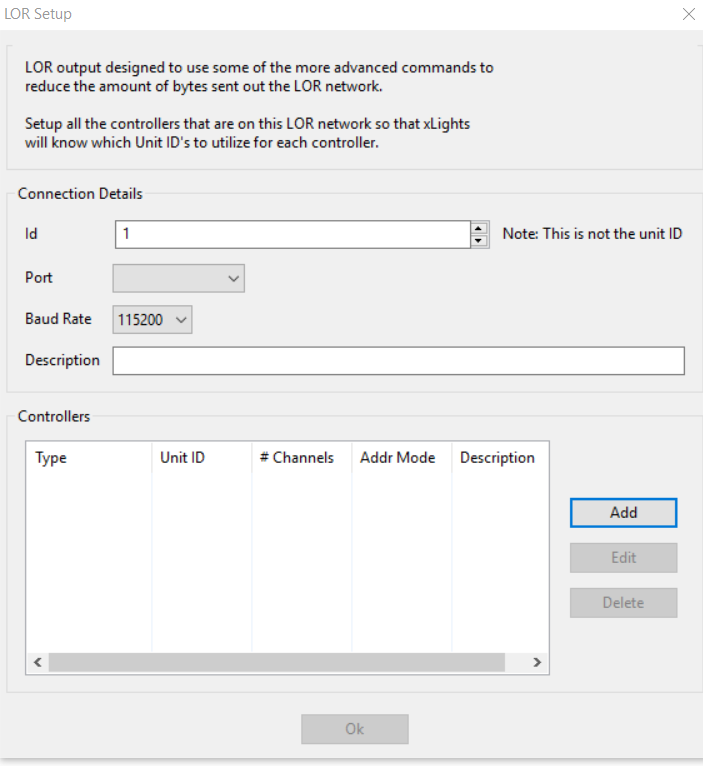 LOR Setup
LOR output designed to use some of the more advanced commands to
reduce the amount of bytes sent out the LOR network.
Setup all the controllers that are on this LOR network so that xLights
will know which Unit ID's to utilize for each controller.
Connection Details
Id 1 Note: This is not the unit ID
Port
Baud Rate 115200
Description
Controllers
Type Unit ID # Channels Addr Mode Description
Add
Edit
Delete
Ok